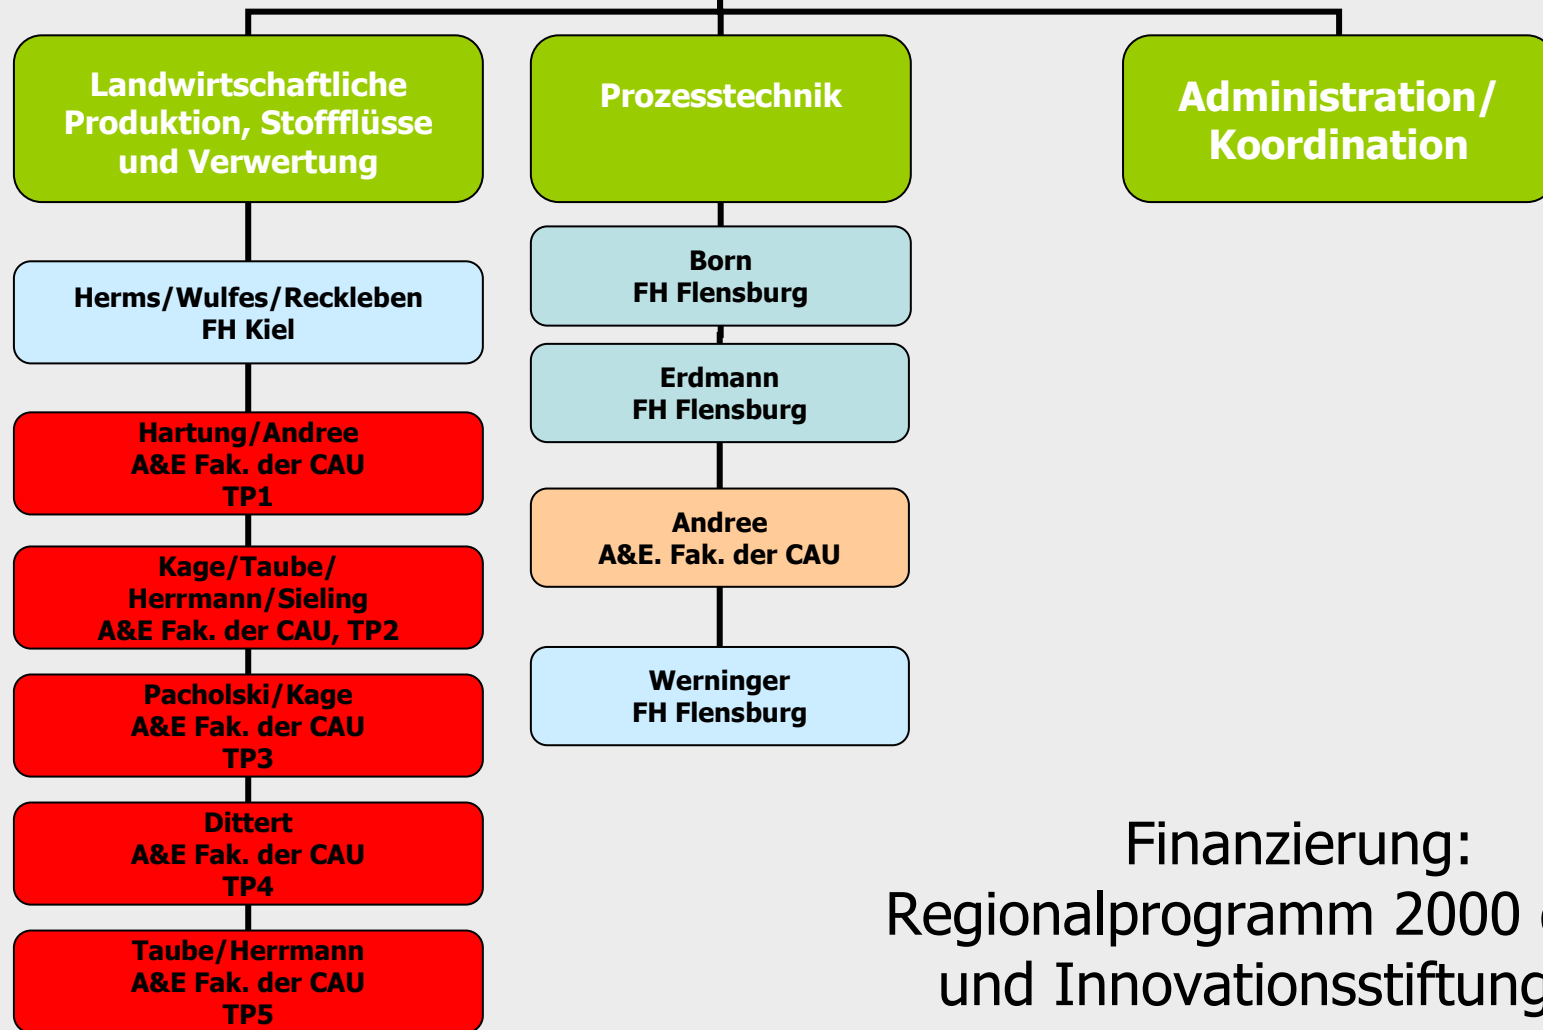 Landwirtschaftliche
Produktion, Stoffflüsse
und Verwertung
Prozesstechnik
Administration/
Koordination
Herms/Wulfes/Reckleben
FH Kiel
Hartung/Andree
A&E Fak. der CAU
TP1
Kage/Taube/
Herrmann/Sieling
A&E Fak. der CAU, TP2
Pacholski/Kage
A&E Fak. der CAU
TP3
Dittert
A&E Fak. der CAU
TP4
Taube/Herrmann
A&E Fak. der CAU
TP5
Born
FH Flensburg
Erdmann
FH Flensburg
Andree
A&E. Fak. der CAU
Werninger
FH Flensburg
Finanzierung:
Regionalprogramm 2000
und Innovationsstiftung